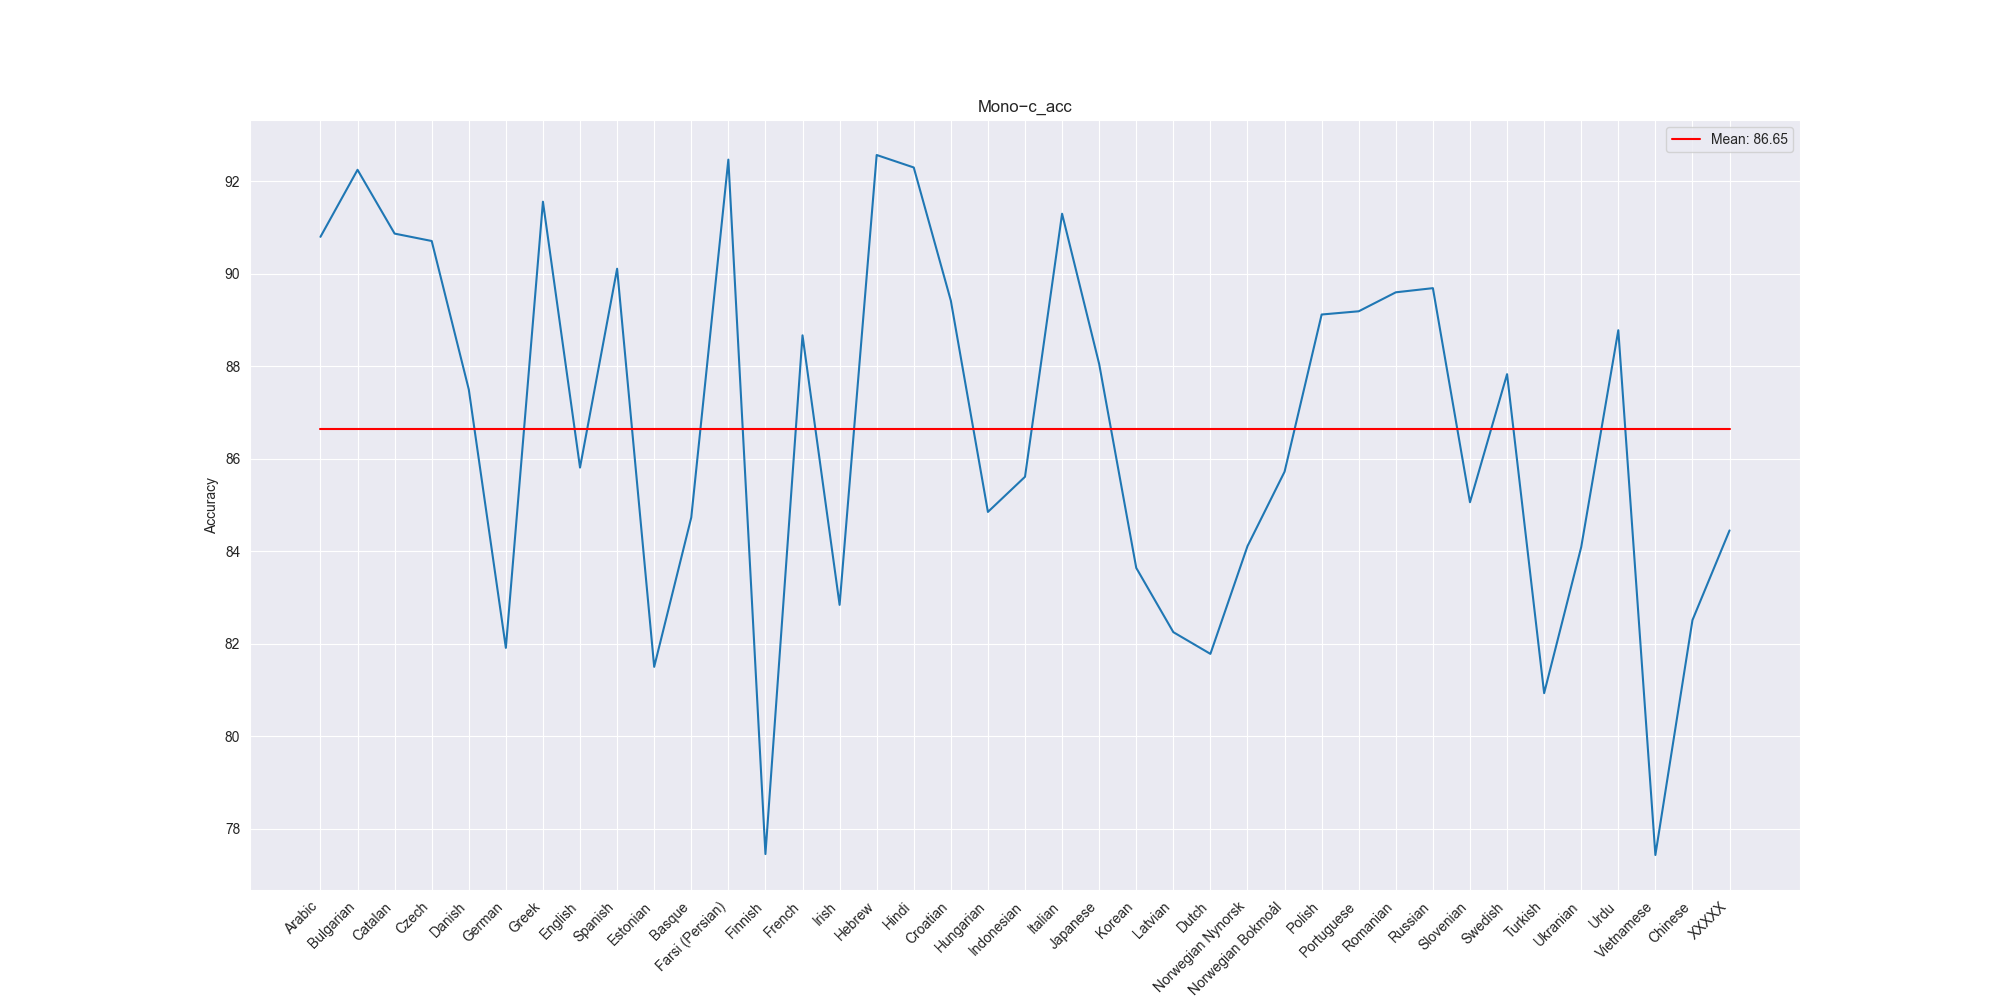 Mono−c_acc
Mean: 86.65
Accuracy
92
90
88
86
84
82
80
78
Arabic
Bulgarian
Catalan
Czech
Danish
German
Greek
English
Spanish
Estonian
Basque
Farsi (Persian)
Finnish
French
Irish
Hebrew
Hindi
Croatian
Hungarian
Indonesian
Italian
Japanese
Korean
Latvian
Dutch
Norwegian Nynorsk
Norwegian Bokmoål
Polish
Portuguese
Romanian
Russian
Slovenian
Swedish
Turkish
Ukranian
Urdu
Vietnamese
Chinese
XXXXX